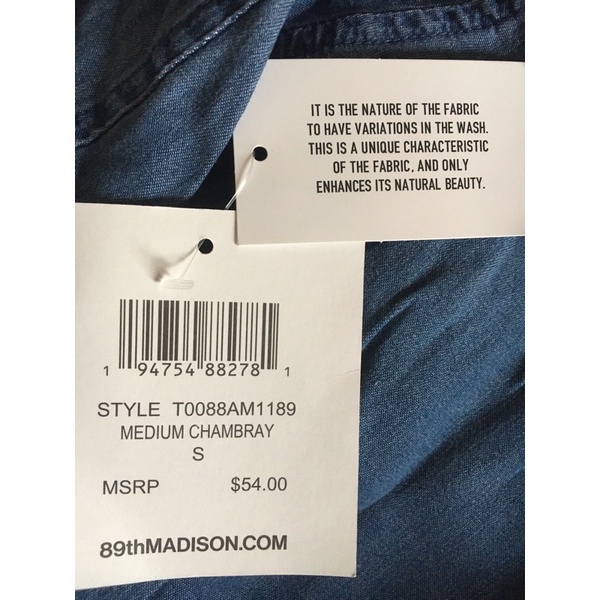 IT IS THE NATURE OF THE FABRIC
TO HAVE VARIATIONS IN THE WASH.
THIS IS A UNIQUE CHARACTERISTIC
OF THE FABRIC, AND ONLY
ENHANCES ITS NATURAL BEAUTY.
1 94754 88278 1
STYLE T0088AM1189
MEDIUM CHAMBRAY
S
MSRP $54.00
89thMADISON.COM